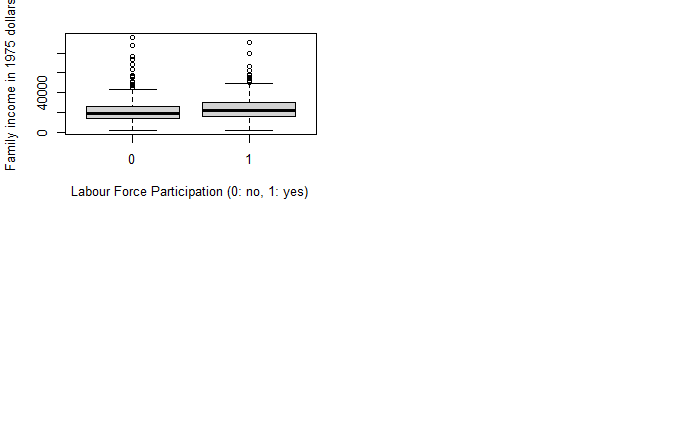 Family income in 1975 dollars
40000
0
0 1
Labour Force Participation (0: no, 1: yes)